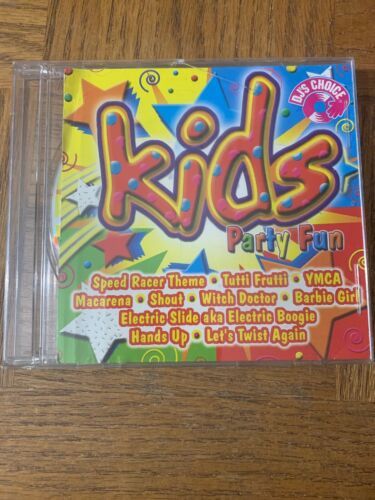 DJ'S CHOICE
kids
Party Fun
Speed Racer Theme • Tutti Frutti • YMCA
Macarena • Shout • Witch Doctor • Barbie Girl
Electric Slide aka Electric Boogie
Hands Up • Let's Twist Again